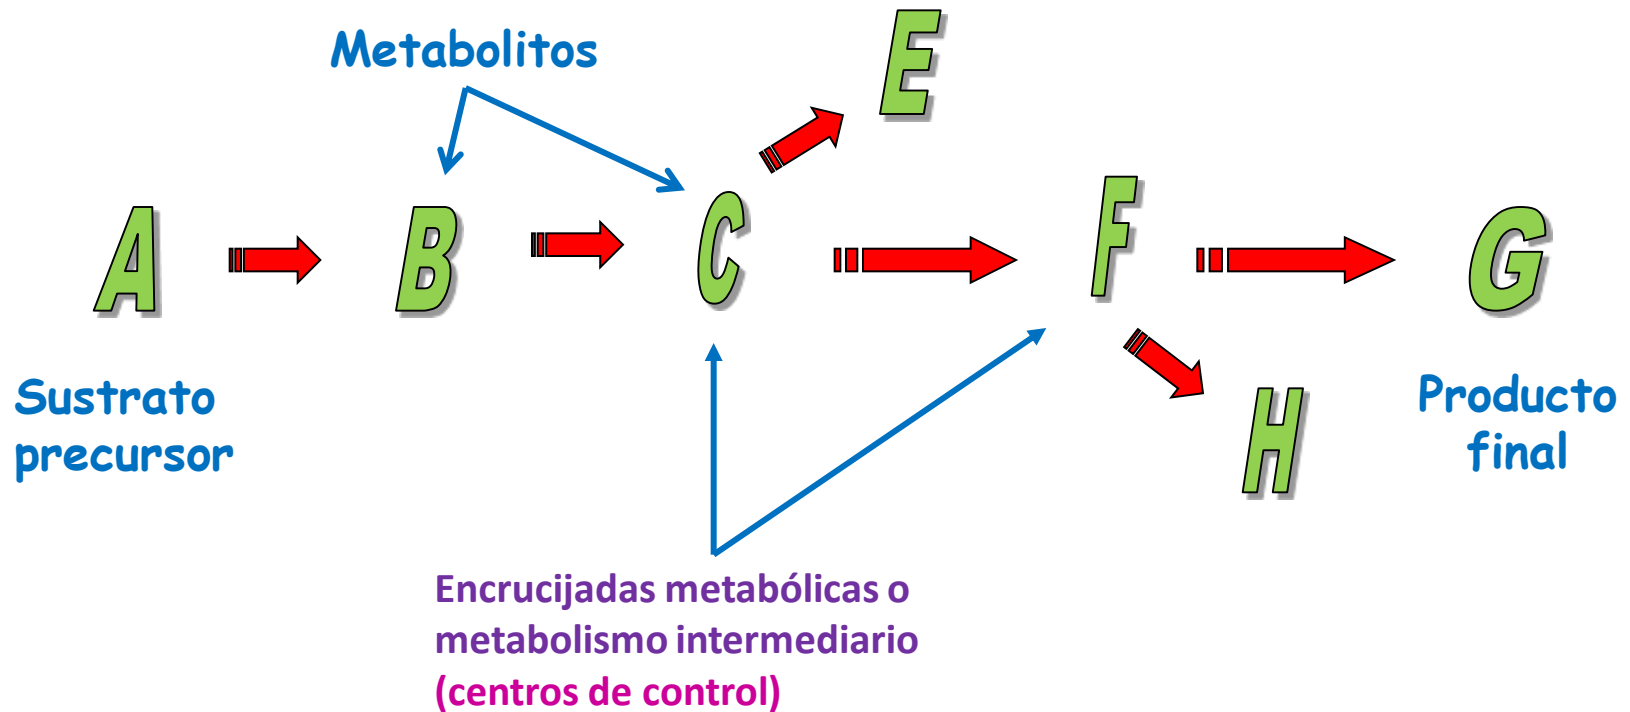 Metabolitos
E
A
B
C
F
G
Sustrato
precursor
H
Producto
final
Encrucijadas metabólicas o
metabolismo intermediario
(centros de control)